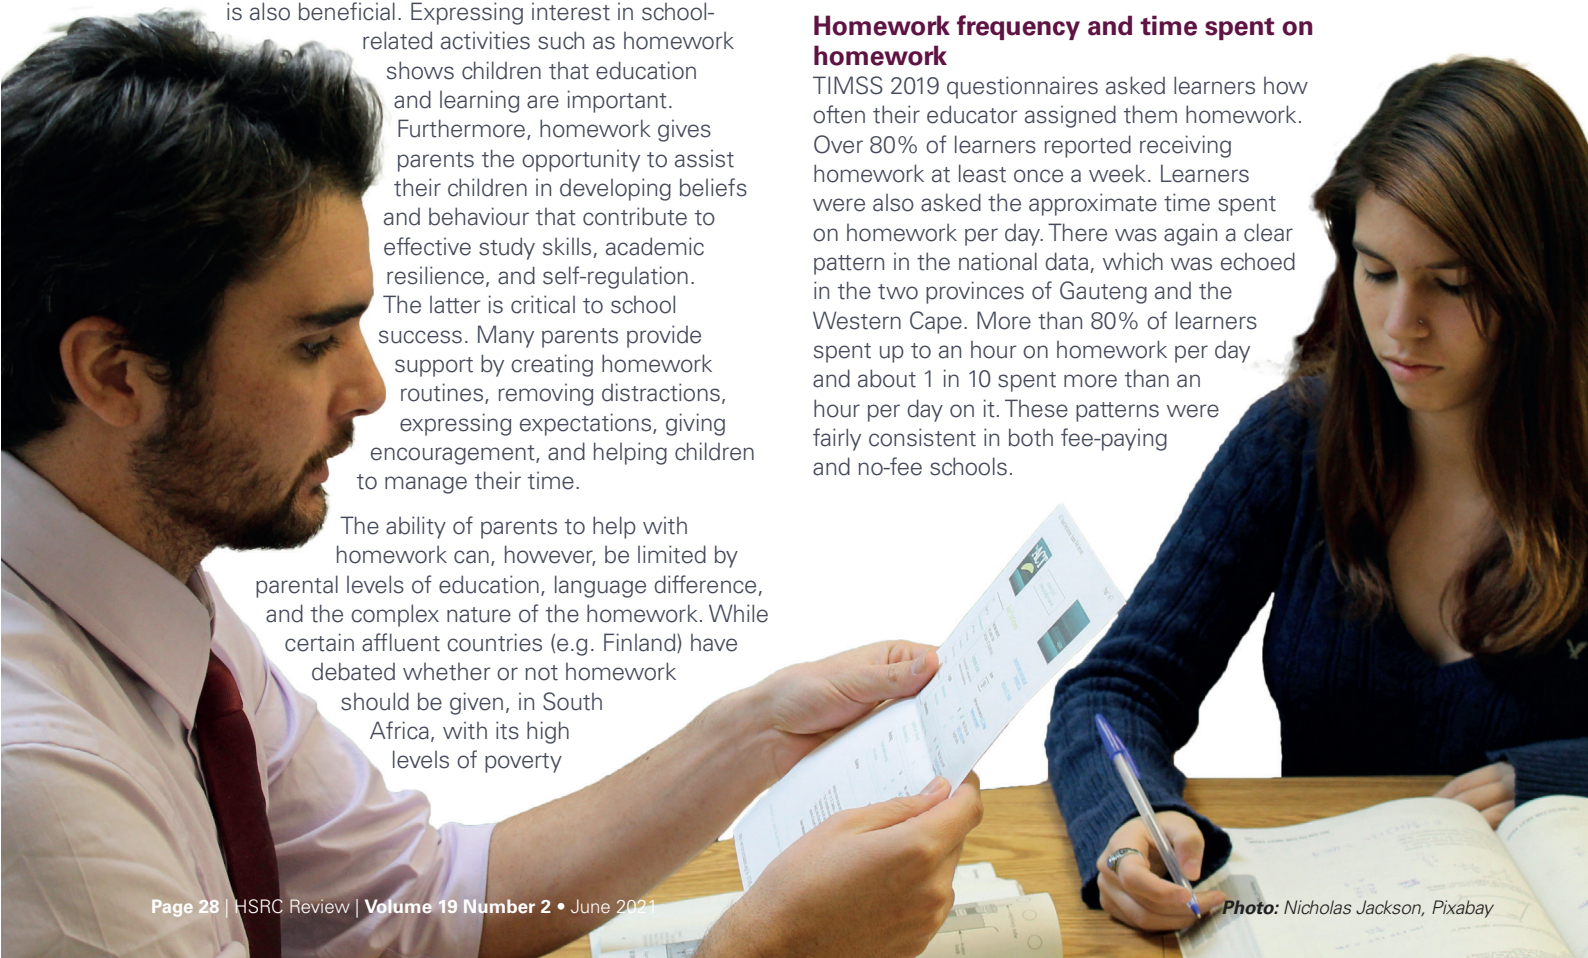 is also beneficial. Expressing interest in school-
related activities such as homework
shows children that education
and learning are important.
Furthermore, homework gives
parents the opportunity to assist
their children in developing beliefs
and behaviour that contribute to
effective study skills, academic
resilience, and self-regulation.
The latter is critical to school
success. Many parents provide
support by creating homework
routines, removing distractions,
expressing expectations, giving
encouragement, and helping children
to manage their time.
The ability of parents to help with
homework can, however, be limited by
parental levels of education, language difference,
and the complex nature of the homework. While
certain affluent countries (e.g. Finland) have
debated whether or not homework
should be given, in South
Africa, with its high
levels of poverty
Homework frequency and time spent on
homework
TIMSS 2019 questionnaires asked learners how
often their educator assigned them homework.
Over 80% of learners reported receiving
homework at least once a week. Learners
were also asked the approximate time spent
on homework per day. There was again a clear
pattern in the national data, which was echoed
in the two provinces of Gauteng and the
Western Cape. More than 80% of learners
spent up to an hour on homework per day
and about 1 in 10 spent more than an
hour per day on it. These patterns were
fairly consistent in both fee-paying
and no-fee schools.
ACT
Page 28 | HSRC Review | Volume 19 Number 2 • June 2021
Photo: Nicholas Jackson, Pixabay